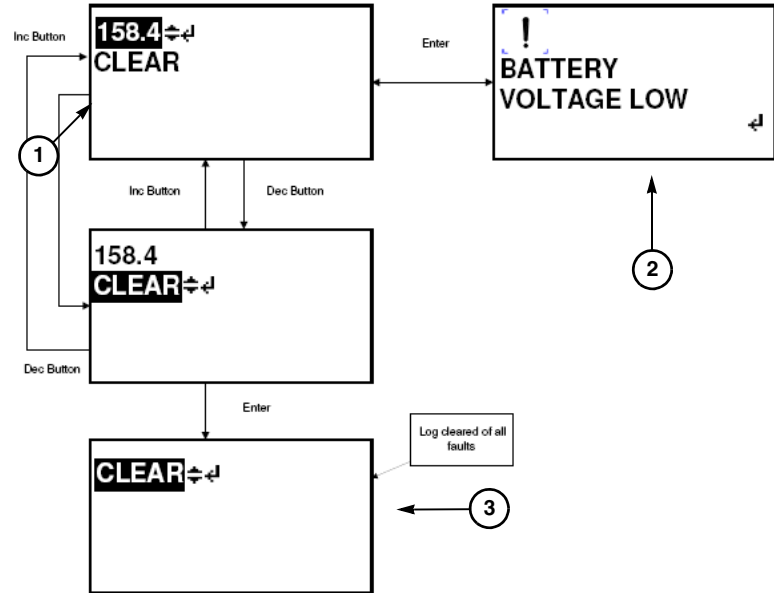 Inc Button
158.4
CLEAR
Enter
!
BATTERY
VOLTAGE LOW
1
Inc Button
Dec Button
2
158.4
CLEAR
Dec Button
Enter
Log cleared of all
faults
CLEAR
3